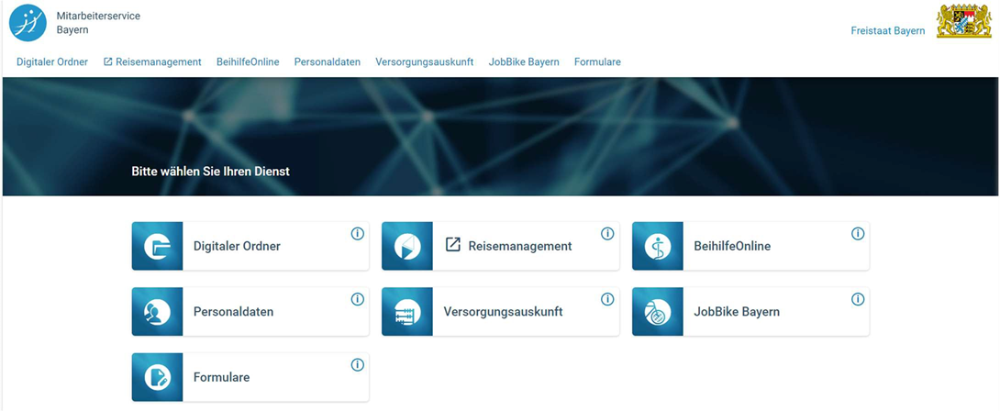 Mitarbeiterservice
Bayern
Freistaat Bayern
Digitaler Ordner Reisemanagement BeihilfeOnline Personaldaten Versorgungsauskunft JobBike Bayern Formulare
Bitte wählen Sie Ihren Dienst
Digitaler Ordner Reisemanagement BeihilfeOnline
Personaldaten Versorgungsauskunft JobBike Bayern
Formulare